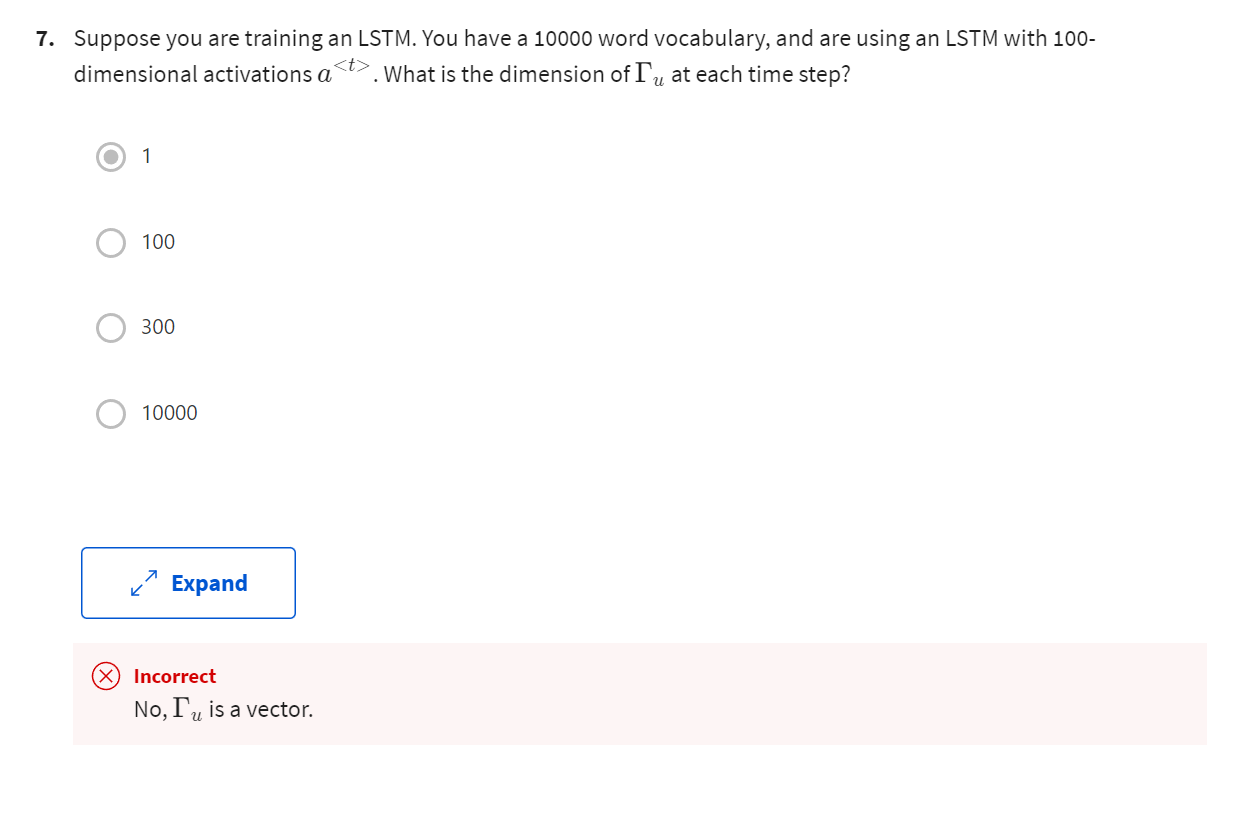 7. Suppose you are training an LSTM. You have a 10000 word vocabulary, and are using an LSTM with 100-
dimensional activations a<t>. What is the dimension of Γu at each time step?
1
100
300
10000
Expand
Incorrect
No, Γu is a vector.